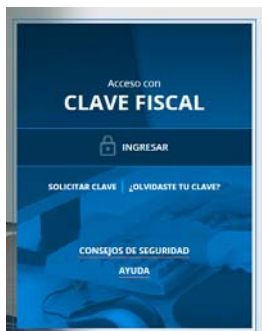 Acceso con
CLAVE FISCAL
INGRESAR
SOLICITAR CLAVE | ¿OLVIDASTE TU CLAVE?
CONSEJOS DE SEGURIDAD
AYUDA